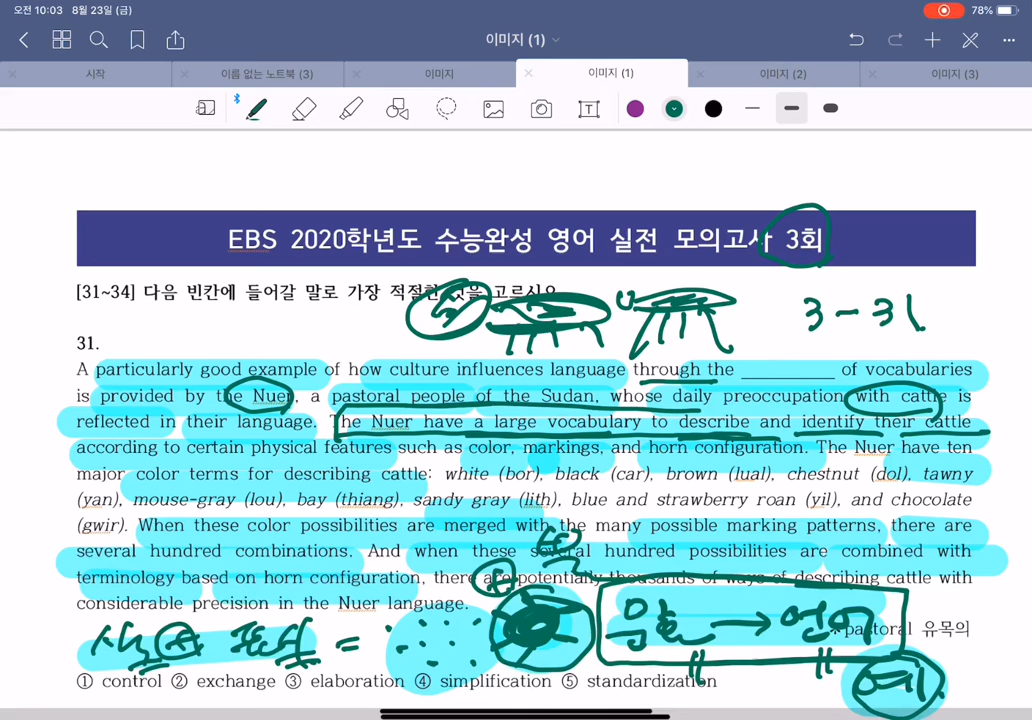 오전 10:03 8월 23일 (금) 78%
이미지 (1)
시작 이름 없는 노트북 (3) 이미지 이미지 (1) 이미지 (2) 이미지 (3)
EBS 2020학년도 수능완성 영어 실전 모의고사 3회
[31~34] 다음 빈칸에 들어갈 말로 가장 적절한 것을 고르시오
3-31
31.
A particularly good example of how culture influences language through the __________ of vocabularies
is provided by the Nuer, a pastoral people of the Sudan, whose daily preoccupation with cattle is
reflected in their language. The Nuer have a large vocabulary to describe and identify their cattle
according to certain physical features such as color, markings, and horn configuration. The Nuer have ten
major color terms for describing cattle: white (bor), black (car), brown (lual), chestnut (dol), tawny
(yan), mouse-gray (lou), bay (thiang), sandy gray (lith), blue and strawberry roan (yil), and chocolate
(gwir). When these color possibilities are merged with the many possible marking patterns, there are
several hundred combinations. And when these several hundred possibilities are combined with
terminology based on horn configuration, there are potentially thousands of ways of describing cattle with
considerable precision in the Nuer language.
*pastoral 유목의
① control ② exchange ③ elaboration ④ simplification ⑤ standardization